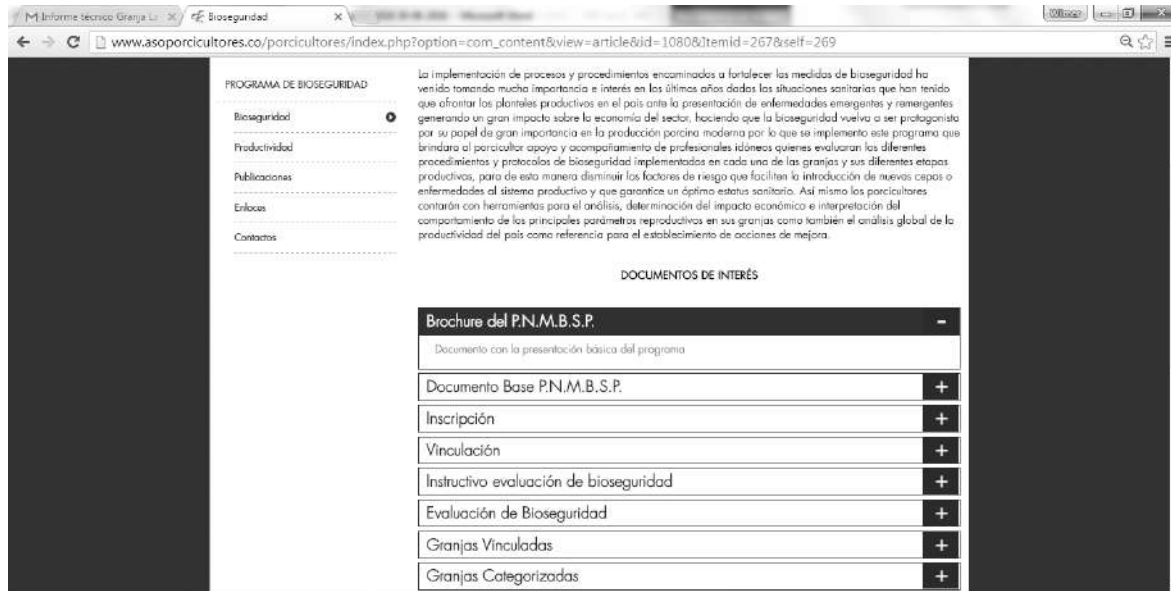 Informe técnico Granja L
Bioseguridad
Wilmer
www.asoporcicultores.co/porcicultores/index.php?option=com_content&view=article&id=1080&Itemid=267&self=269
PROGRAMA DE BIOSEGURIDAD
Bioseguridad
Productividad
Publicaciones
Enlaces
Contactos
La implementación de procesos y procedimientos encaminados a fortalecer las medidas de bioseguridad ha
venido tomando mucha importancia e interés en los últimos años dadas las situaciones sanitarias que han tenido
que afrontar los planteles productivos en el país ante la presentación de enfermedades emergentes y remergentes
generando un gran impacto sobre la economía del sector, haciendo que la bioseguridad vuelva a ser protagonista
por su papel de gran importancia en la producción porcina moderna por lo que se implemento este programa que
brindara al porcicultor apoyo y acompañamiento de profesionales idóneos quienes evaluaran los diferentes
procedimientos y protocolos de bioseguridad implementados en cada una de las granjas y sus diferentes etapas
productivas, para de esta manera disminuir los factores de riesgo que faciliten la introducción de nuevas cepas o
enfermedades al sistema productivo y que garantice un óptimo estatus sanitario. Así mismo los porcicultores
contarán con herramientas para el análisis, determinación del impacto económico e interpretación del
comportamiento de los principales parámetros reproductivos en sus granjas como también el análisis global de la
productividad del país como referencia para el establecimiento de acciones de mejora.
DOCUMENTOS DE INTERÉS
Brochure del P.N.M.B.S.P.
Documento con la presentación básica del programa
Documento Base P.N.M.B.S.P.
Inscripción
Vinculación
Instructivo evaluación de bioseguridad
Evaluación de Bioseguridad
Granjas Vinculadas
Granjas Categorizadas